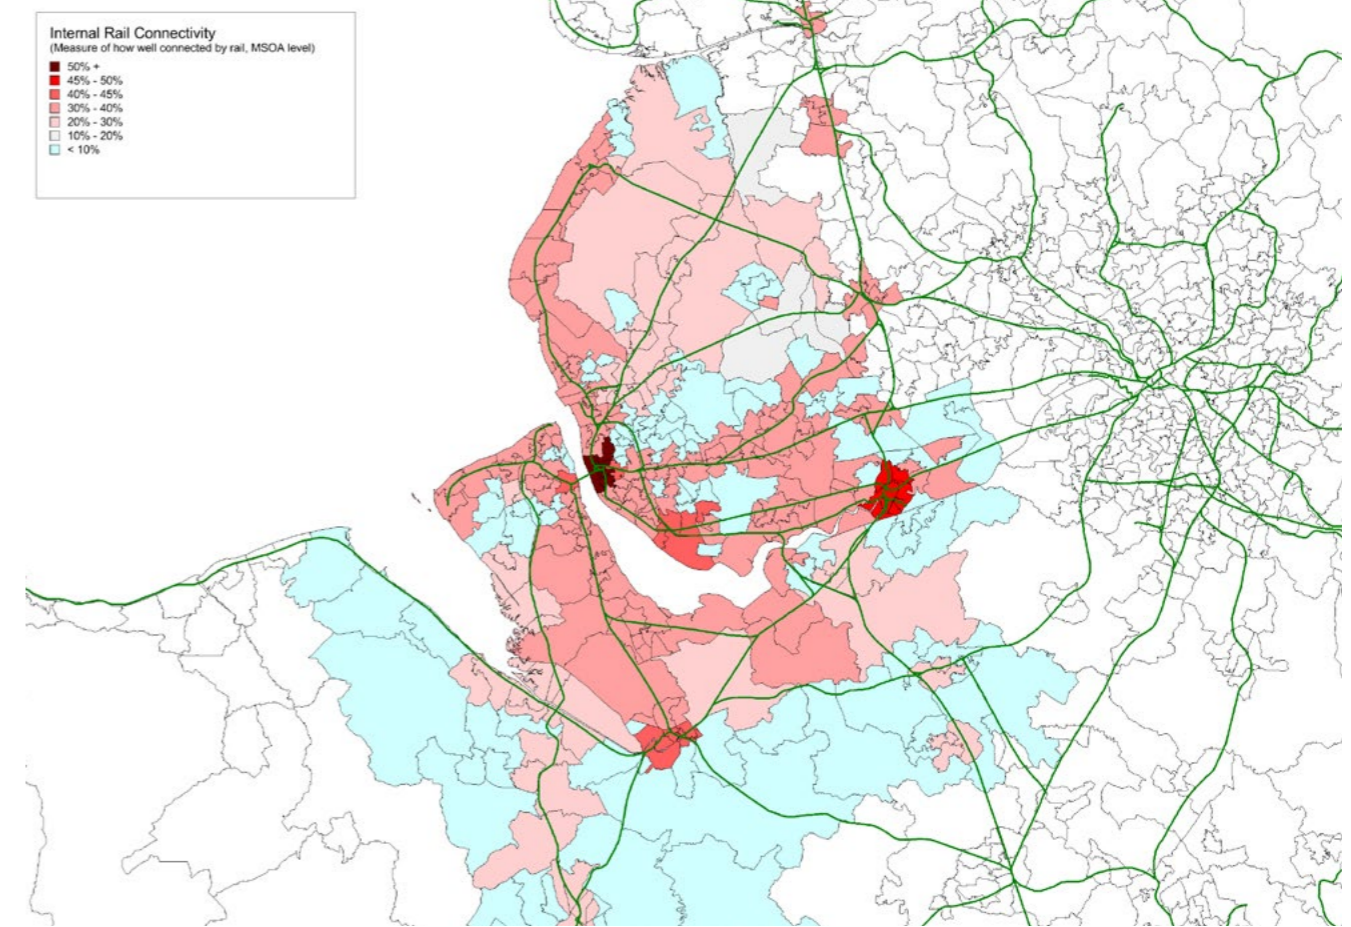 Internal Rail Connectivity
(Measure of how well connected by rail, MSOA level)
50% +
45% - 50%
40% - 45%
30% - 40%
20% - 30%
10% - 20%
< 10%